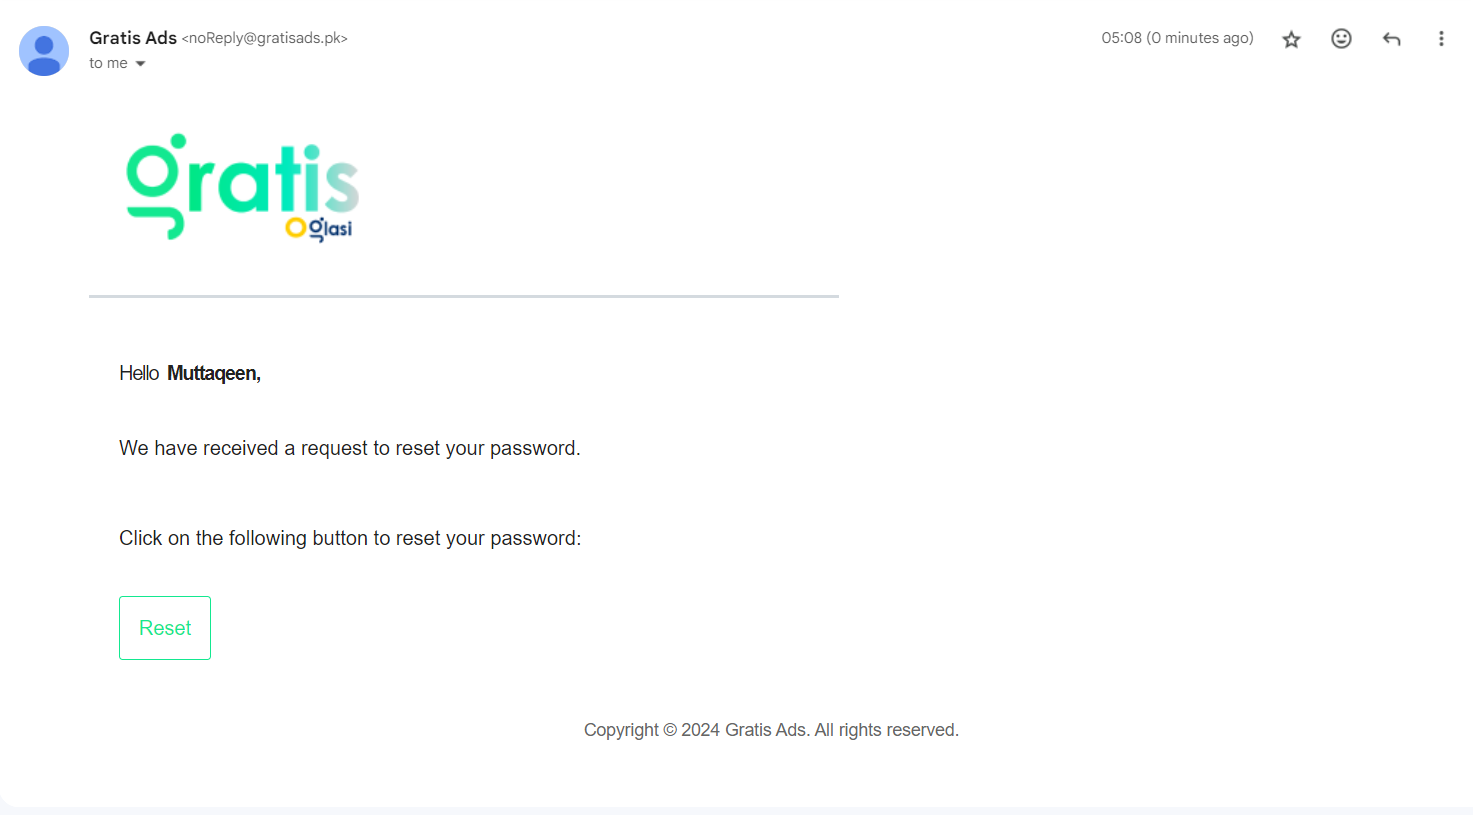 Gratis Ads <noReply@gratisads.pk>
05:08 (0 minutes ago)
to me
gratis
Oglasi
Hello Muttaqeen,
We have received a request to reset your password.
Click on the following button to reset your password:
Reset
Copyright © 2024 Gratis Ads. All rights reserved.